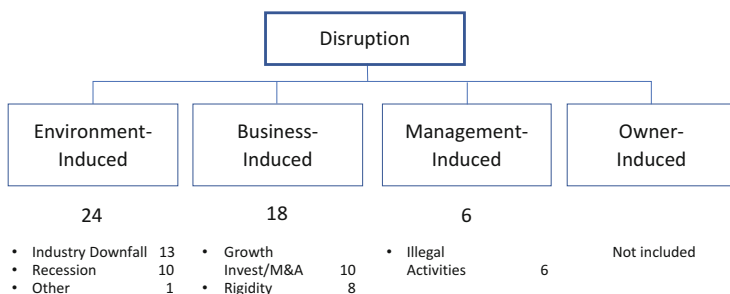 Disruption
Environment-
Induced
Business-
Induced
Management-
Induced
Owner-
Induced
24
18
6
• Industry Downfall 13
• Recession 10
• Other 1
• Growth
Invest/M&A 10
• Rigidity 8
• Illegal
Activities 6
Not included